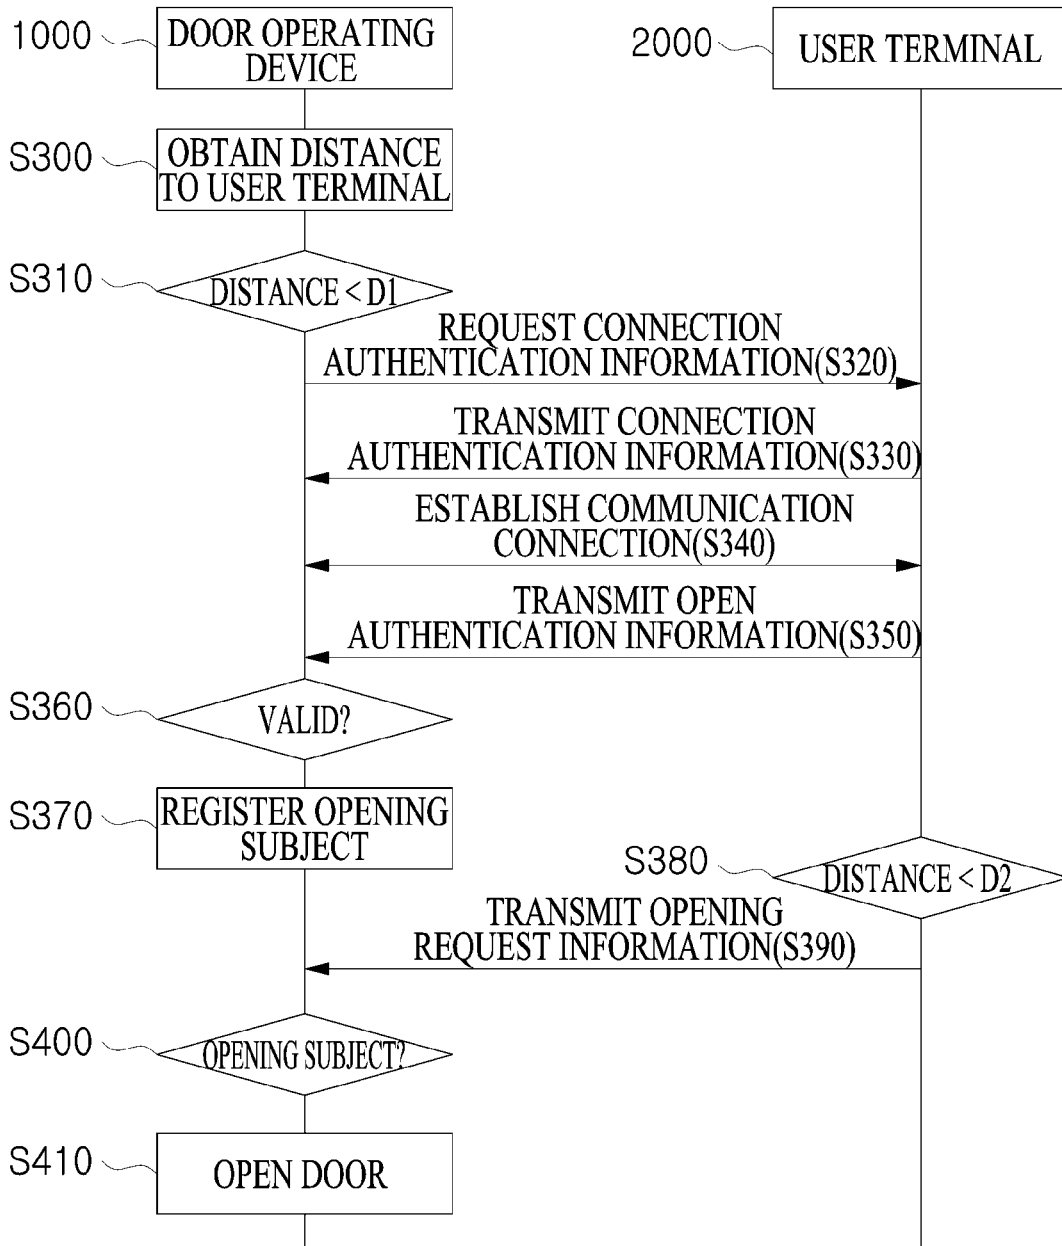 1000
DOOR OPERATING
DEVICE
2000
USER TERMINAL
S300
OBTAIN DISTANCE
TO USER TERMINAL
S310
DISTANCE < D1
REQUEST CONNECTION
AUTHENTICATION INFORMATION(S320)
TRANSMIT CONNECTION
AUTHENTICATION INFORMATION(S330)
ESTABLISH COMMUNICATION
CONNECTION(S340)
TRANSMIT OPEN
AUTHENTICATION INFORMATION(S350)
S360
VALID?
S370
REGISTER OPENING
SUBJECT
S380
DISTANCE < D2
TRANSMIT OPENING
REQUEST INFORMATION(S390)
S400
OPENING SUBJECT?
S410
OPEN DOOR